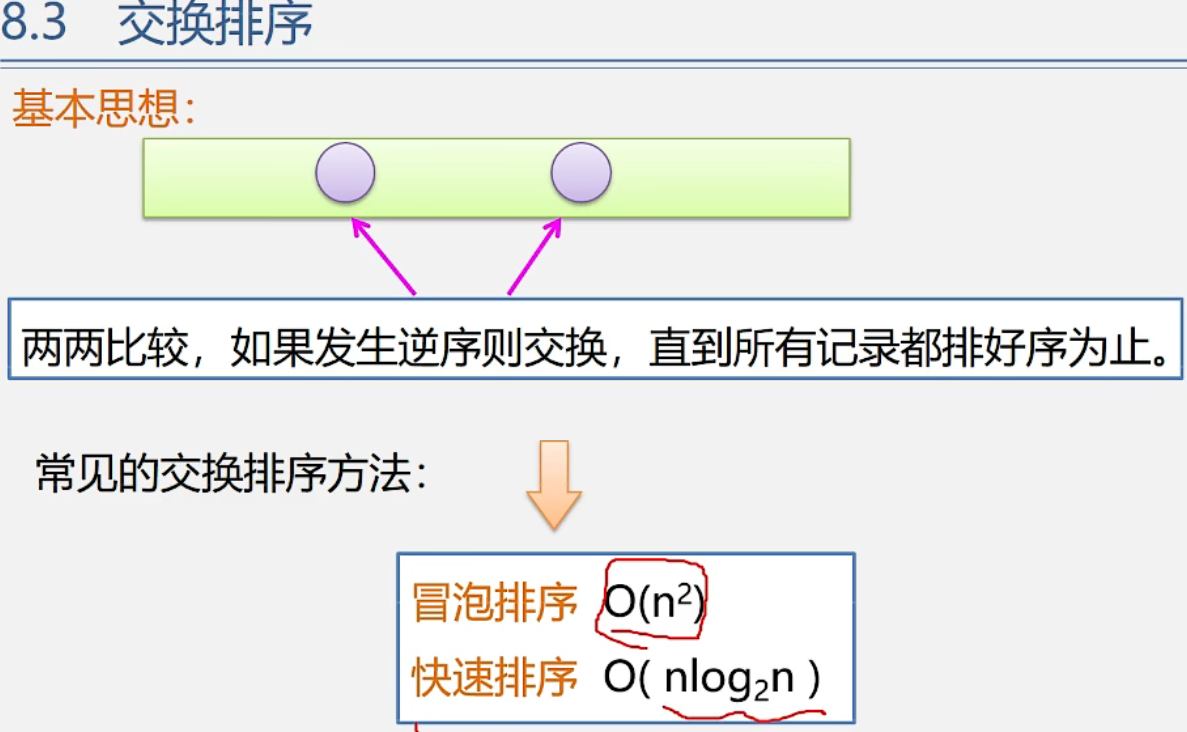 8.3 交换排序
基本思想：
两两比较，如果发生逆序则交换，直到所有记录都排好序为止。
常见的交换排序方法：
冒泡排序 O(n²)
快速排序 O( nlog₂n )